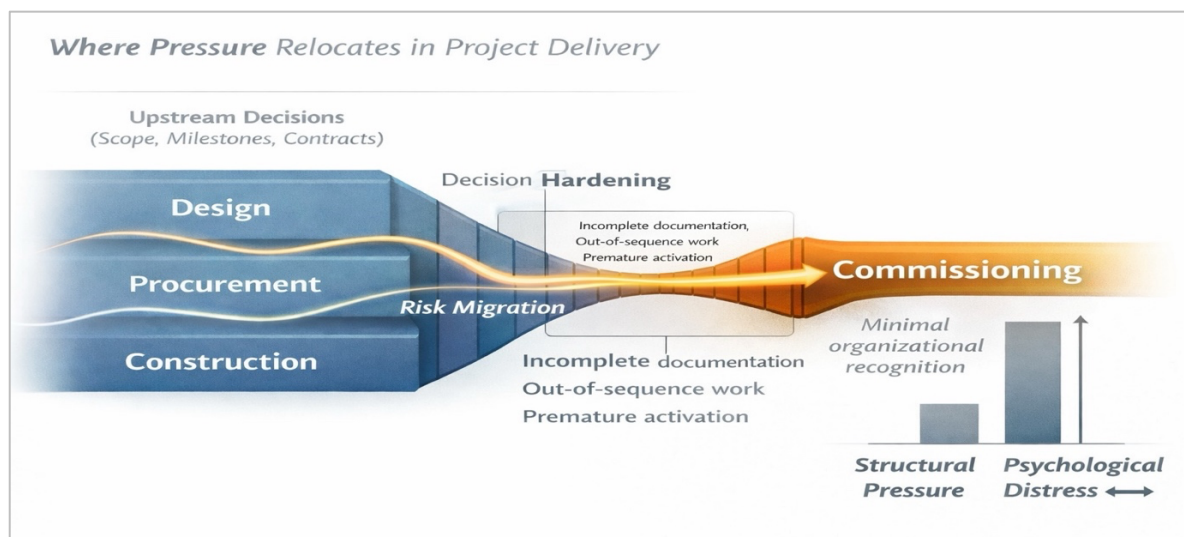 Where Pressure Relocates in Project Delivery
Upstream Decisions
(Scope, Milestones, Contracts)
Decision Hardening
Design
Procurement
Construction
Risk Migration
Incomplete documentation,
Out-of-sequence work
Premature activation
Commissioning
Incomplete documentation
Out-of-sequence work
Premature activation
Minimal
organizational
recognition
Structural
Pressure
Psychological
Distress